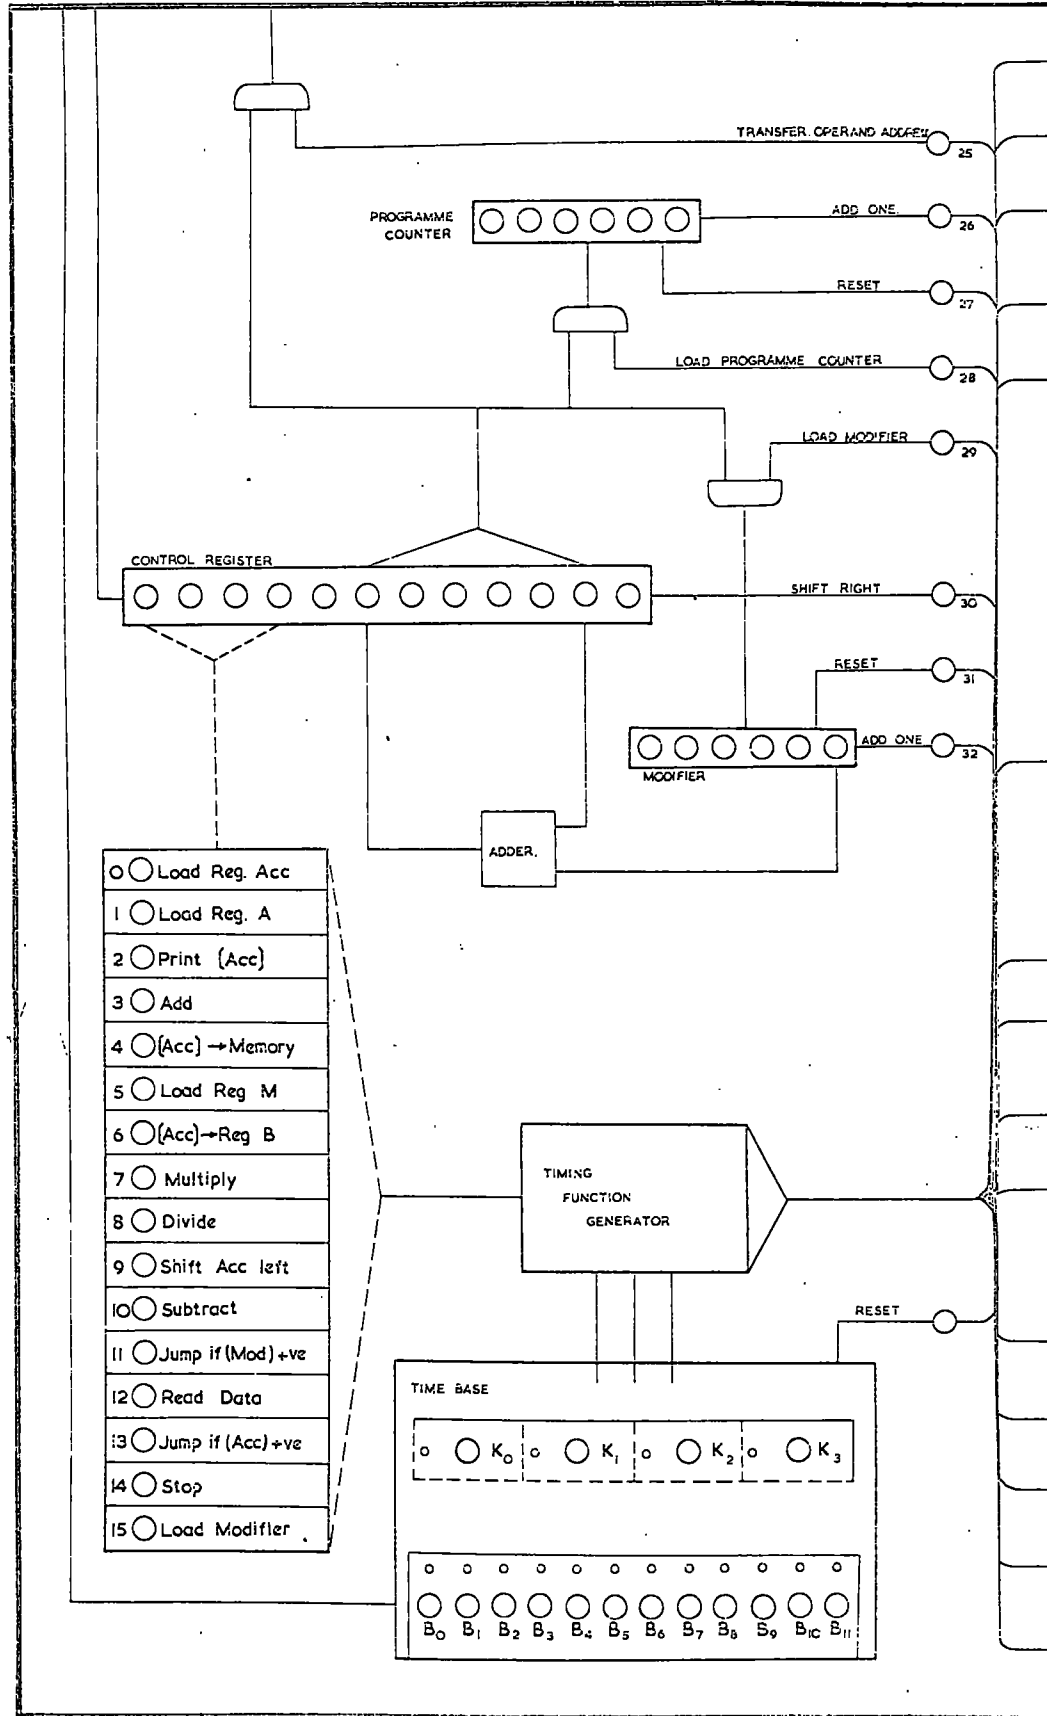 TRANSFER. OPERAND ADDRESS
25
PROGRAMME
COUNTER
ADD ONE.
26
RESET
27
LOAD PROGRAMME COUNTER
28
LOAD MODIFIER
29
CONTROL REGISTER
SHIFT RIGHT
30
RESET
31
ADD ONE
32
MODIFIER
ADDER.
0 Load Reg. Acc
1 Load Reg. A
2 Print (Acc)
3 Add
4 (Acc) → Memory
5 Load Reg M
6 (Acc) → Reg B
7 Multiply
8 Divide
9 Shift Acc left
10 Subtract
11 Jump if (Mod) +ve
12 Read Data
13 Jump if (Acc) +ve
14 Stop
15 Load Modifier
TIMING
FUNCTION
GENERATOR
RESET
TIME BASE
K0 K1 K2 K3
B0 B1 B2 B3 B4 B5 B6 B7 B8 B9 B10 B11